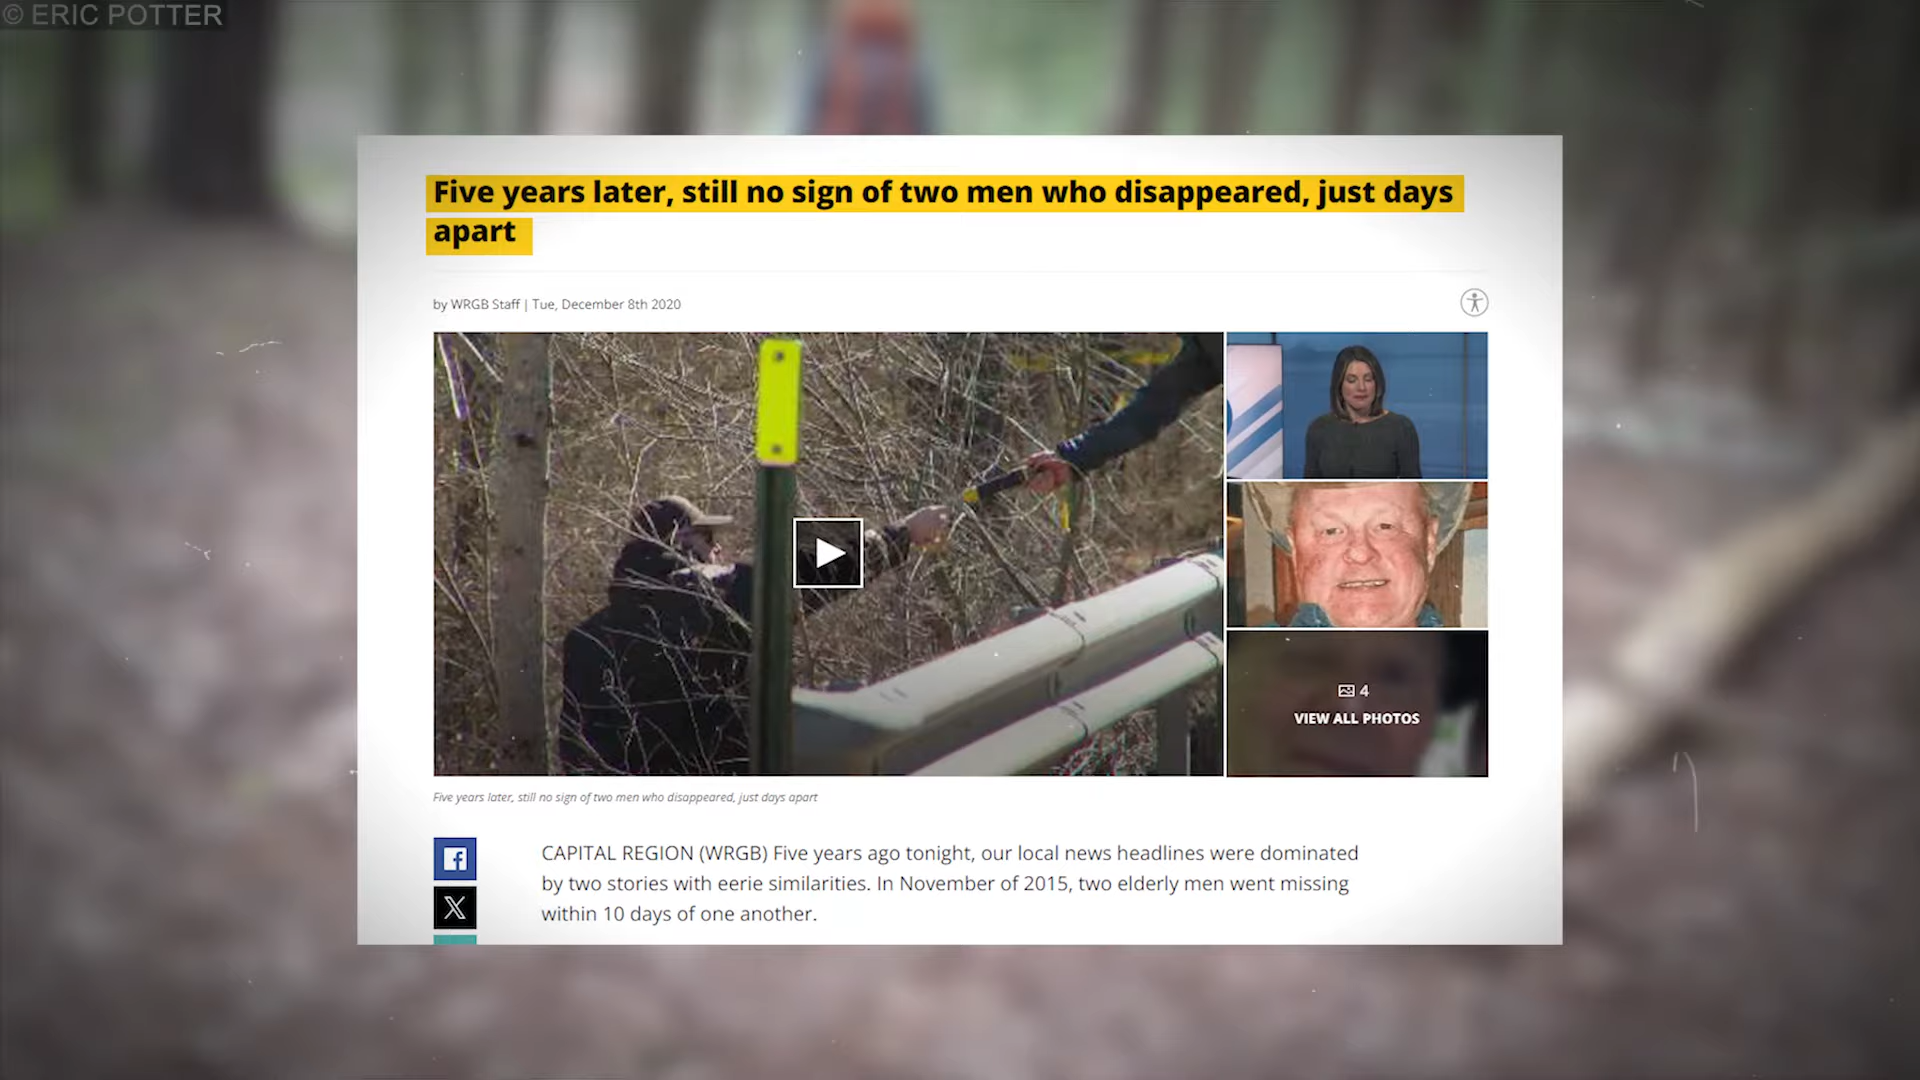 © ERIC POTTER
Five years later, still no sign of two men who disappeared, just days
apart
by WRGB Staff | Tue, December 8th 2020
4
VIEW ALL PHOTOS
Five years later, still no sign of two men who disappeared, just days apart
CAPITAL REGION (WRGB) Five years ago tonight, our local news headlines were dominated
by two stories with eerie similarities. In November of 2015, two elderly men went missing
within 10 days of one another.